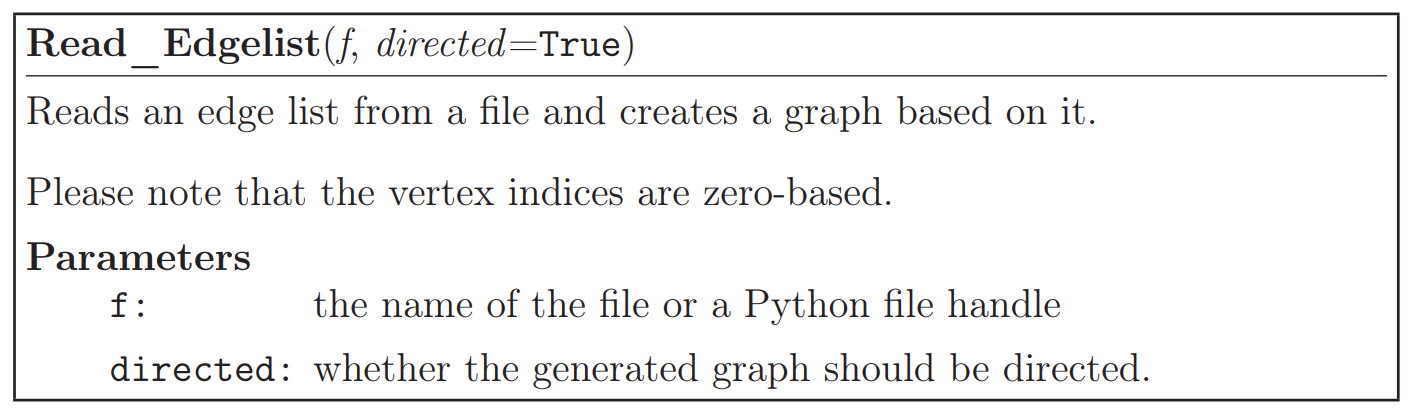 Read_Edgelist(f, directed=True)
Reads an edge list from a file and creates a graph based on it.
Please note that the vertex indices are zero-based.
Parameters
f: the name of the file or a Python file handle
directed: whether the generated graph should be directed.